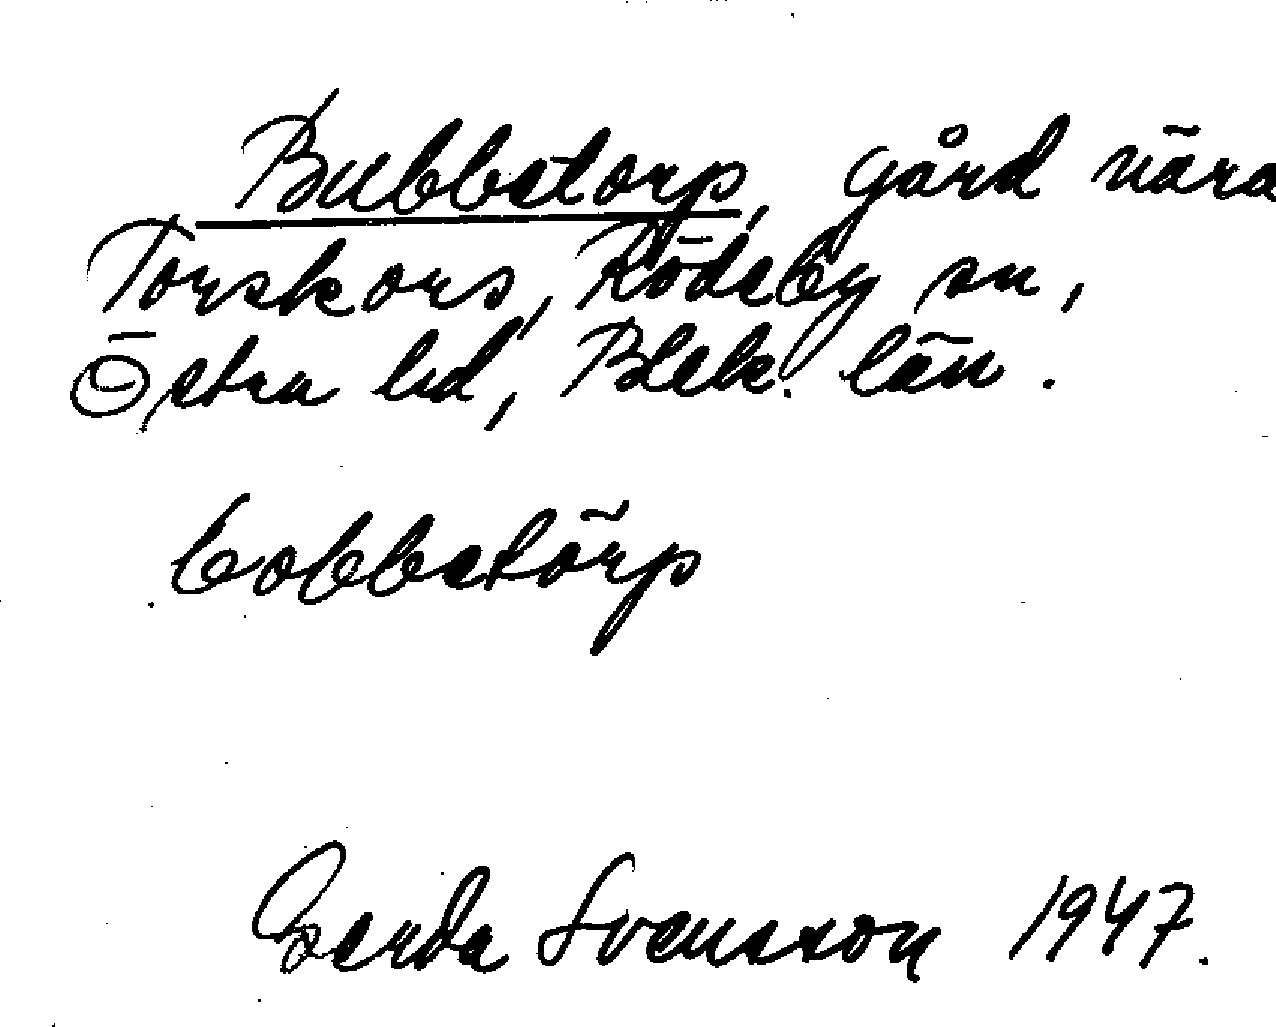 Bubbetorp, gård nära
Torskors, Rödeby sn,
Östra hd, Blek. län.
bobbetörp
Gerda Svensson 1947.